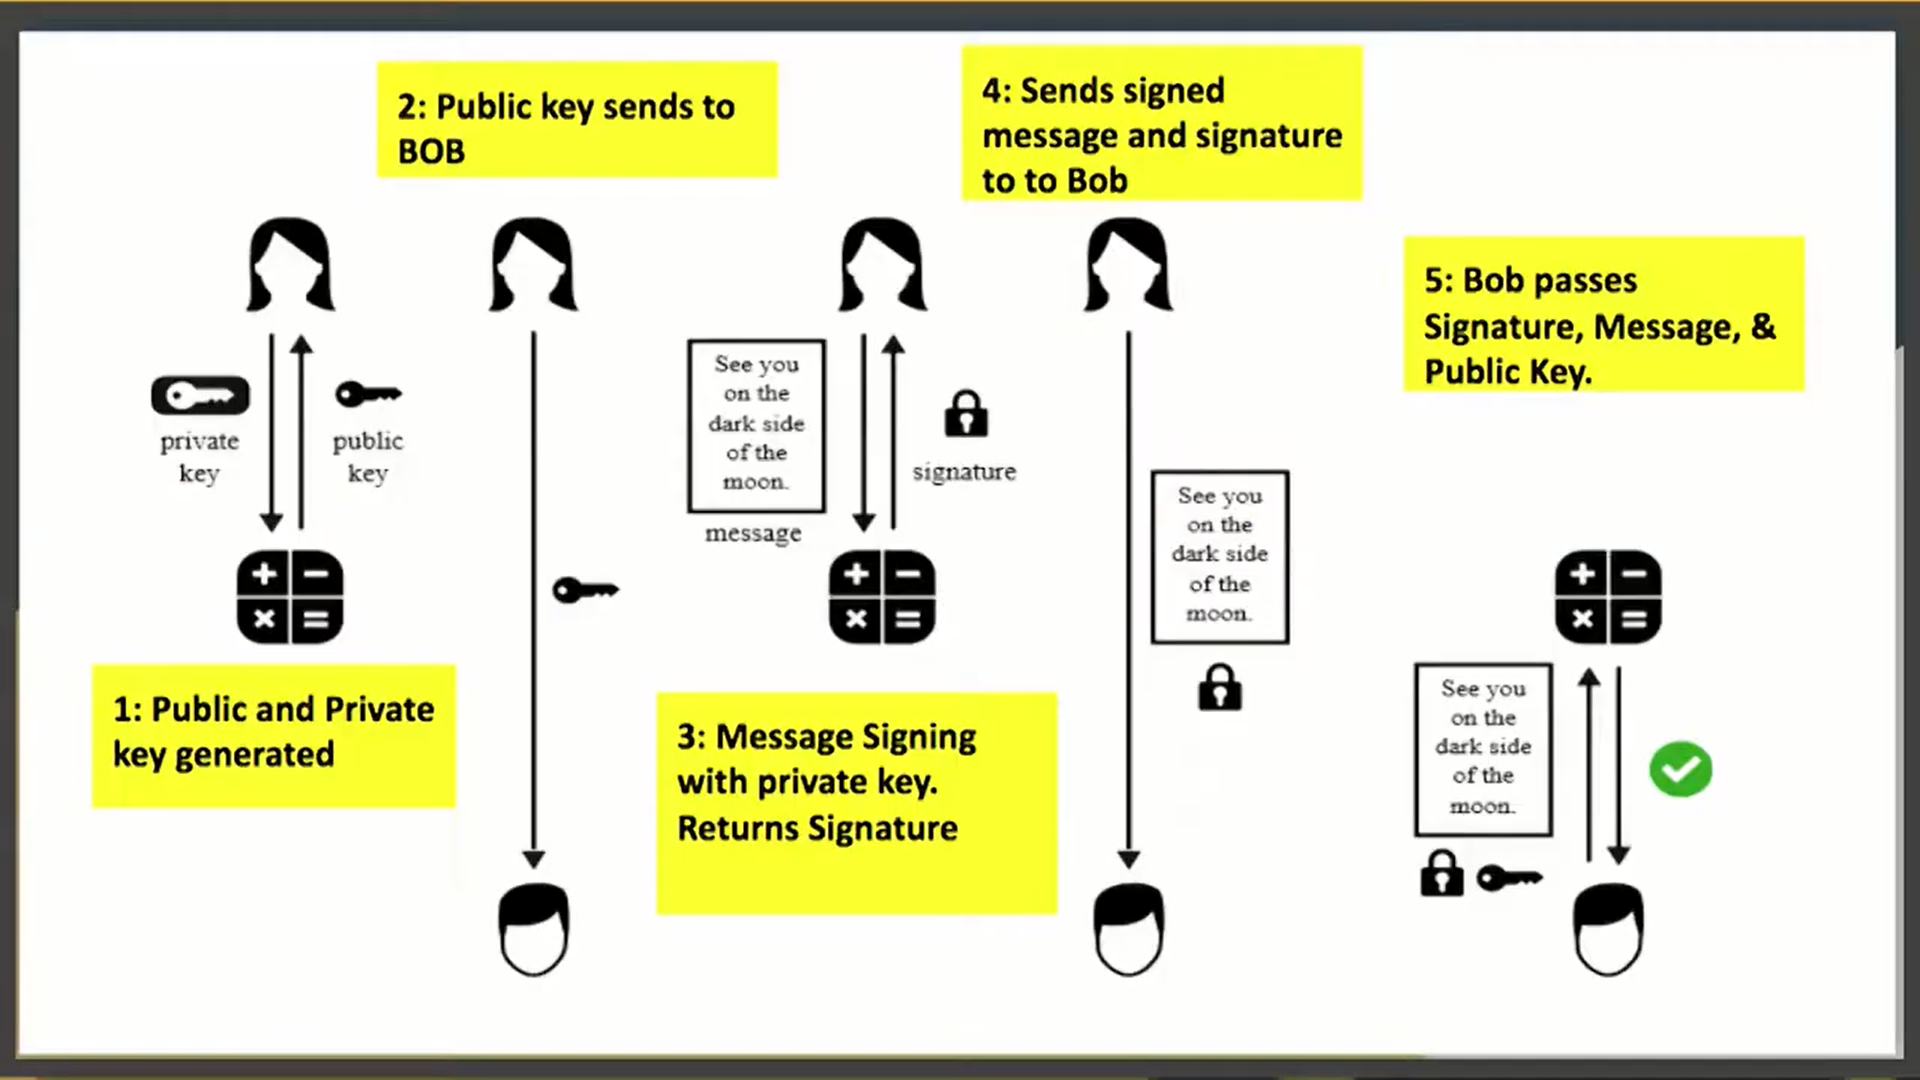 2: Public key sends to
BOB
4: Sends signed
message and signature
to to Bob
5: Bob passes
Signature, Message, &
Public Key.
private
key
public
key
See you
on the
dark side
of the
moon.
message
signature
See you
on the
dark side
of the
moon.
1: Public and Private
key generated
3: Message Signing
with private key.
Returns Signature
See you
on the
dark side
of the
moon.